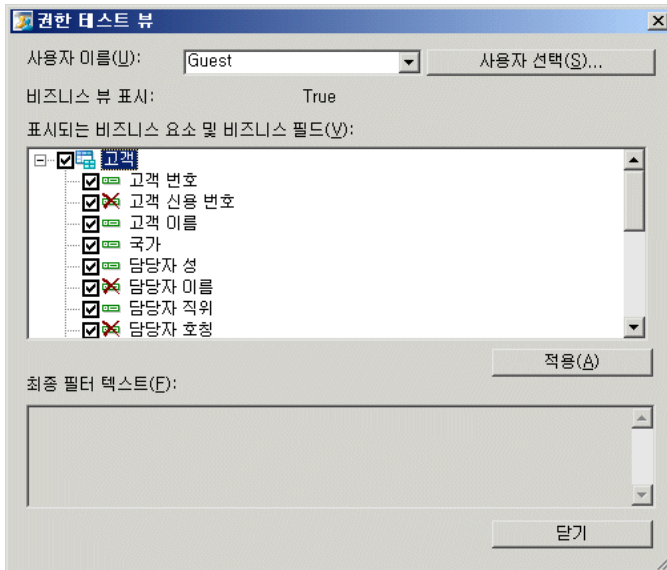 권한 테스트 뷰
사용자 이름(U): Guest 사용자 선택(S)...
비즈니스 뷰 표시: True
표시되는 비즈니스 요소 및 비즈니스 필드(V):
고객
고객 번호
고객 신용 번호
고객 이름
국가
담당자 성
담당자 이름
담당자 직위
담당자 호칭
적용(A)
최종 필터 텍스트(F):
닫기